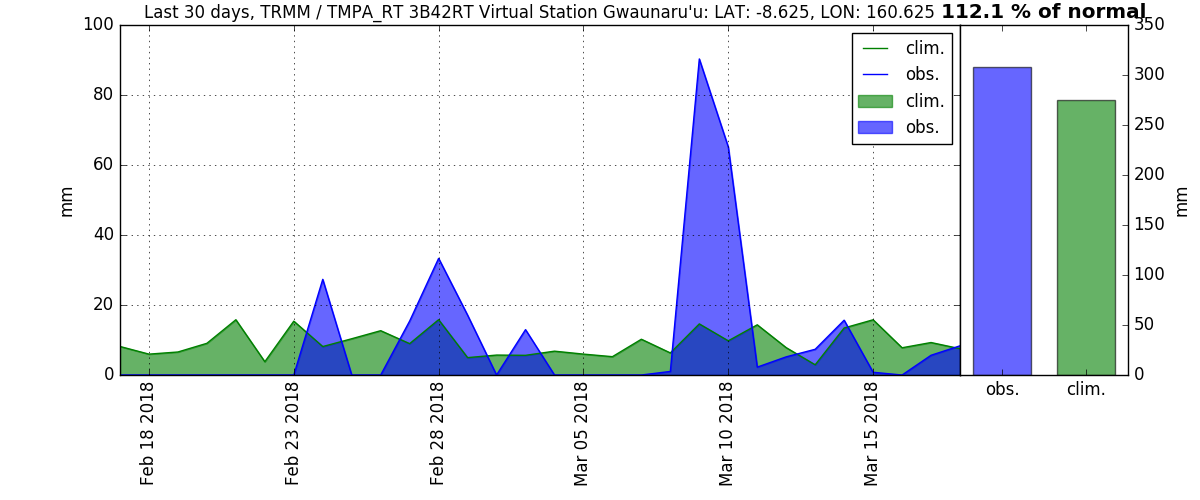 Last 30 days, TRMM / TMPA_RT 3B42RT Virtual Station Gwaunaru'u: LAT: -8.625, LON: 160.625 112.1 % of normal
100
80
60
40
20
0
mm
clim.
obs.
clim.
obs.
350
300
250
200
150
100
50
0
mm
obs.
clim.
Feb 18 2018
Feb 23 2018
Feb 28 2018
Mar 05 2018
Mar 10 2018
Mar 15 2018